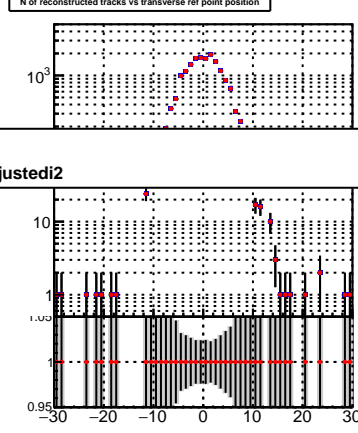 N of reconstructed tracks vs transverse ref point position
10³
justedi2
10
1
1.05
1
0.95
−30 −20 −10 0 10 20 30